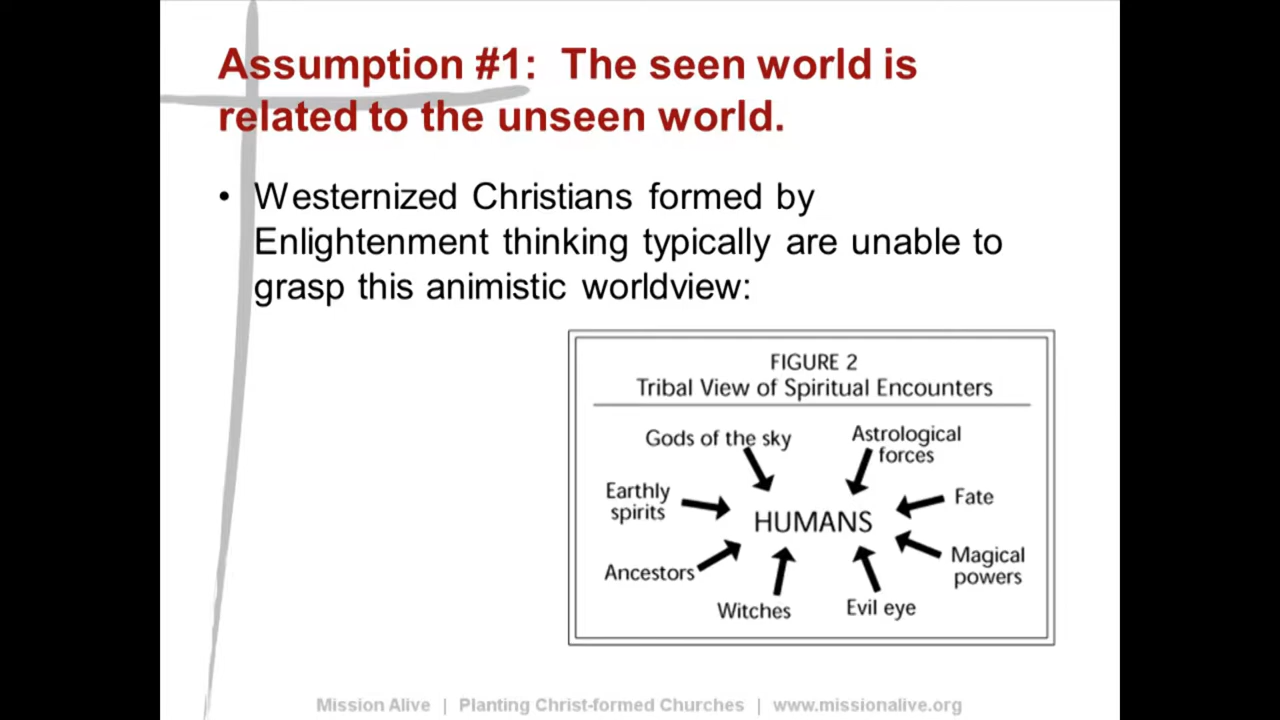 Assumption #1: The seen world is
related to the unseen world.
• Westernized Christians formed by
Enlightenment thinking typically are unable to
grasp this animistic worldview:
FIGURE 2
Tribal View of Spiritual Encounters
Gods of the sky
Astrological
forces
Earthly
spirits
Fate
HUMANS
Ancestors
Magical
powers
Witches
Evil eye
Mission Alive | Planting Christ-formed Churches | www.missionalive.org